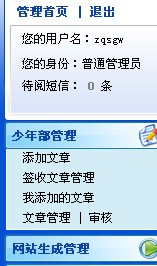 管理首页 | 退出
您的用户名：zqsgw
您的身份：普通管理员
待阅短信： 0 条
少年部管理
添加文章
签收文章管理
我添加的文章
文章管理 | 审核
网站生成管理